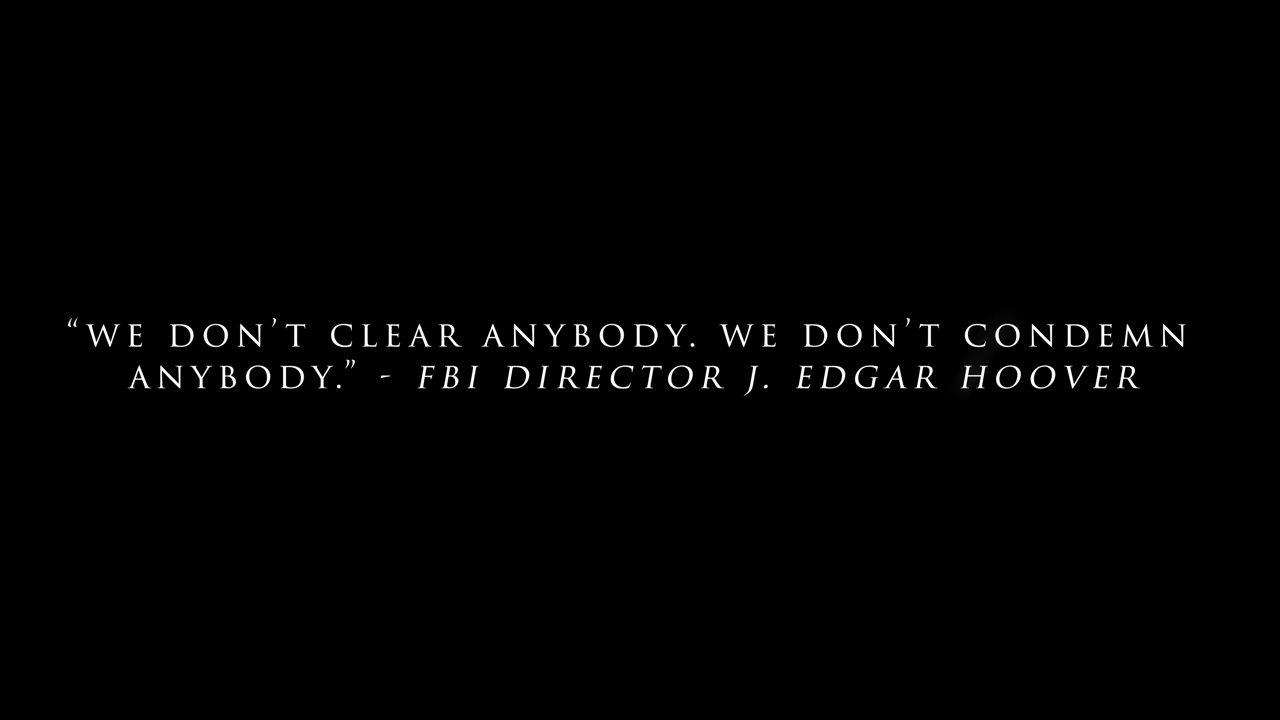 “WE DON’T CLEAR ANYBODY. WE DON’T CONDEMN
ANYBODY.” - FBI DIRECTOR J. EDGAR HOOVER